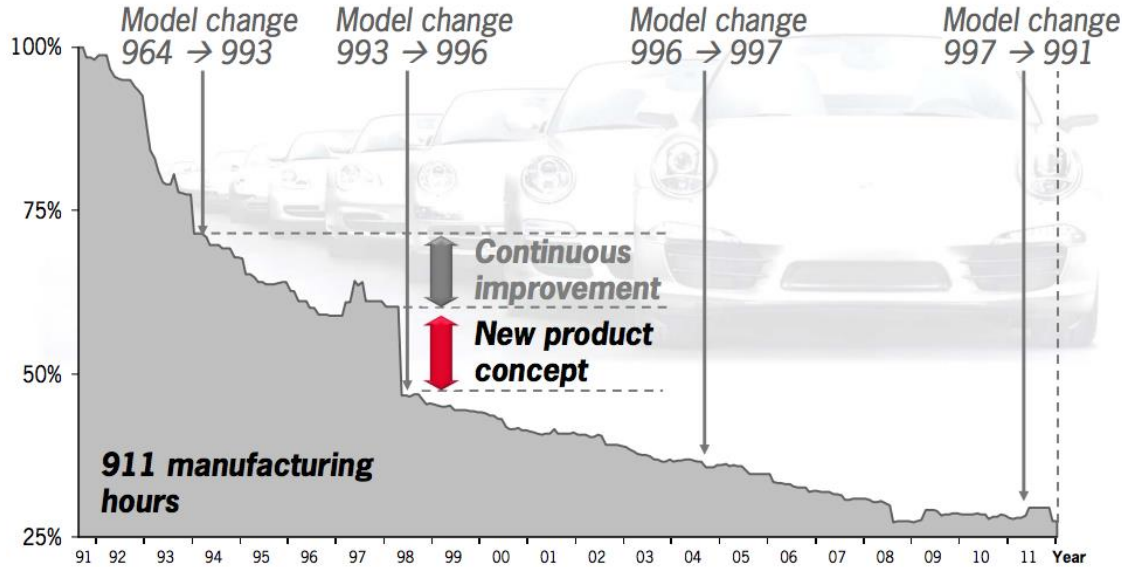 Model change
964 → 993
Model change
993 → 996
Model change
996 → 997
Model change
997 → 991
100%
75%
Continuous
improvement
New product
concept
50%
911 manufacturing
hours
25%
91 92 93 94 95 96 97 98 99 00 01 02 03 04 05 06 07 08 09 10 11 Year